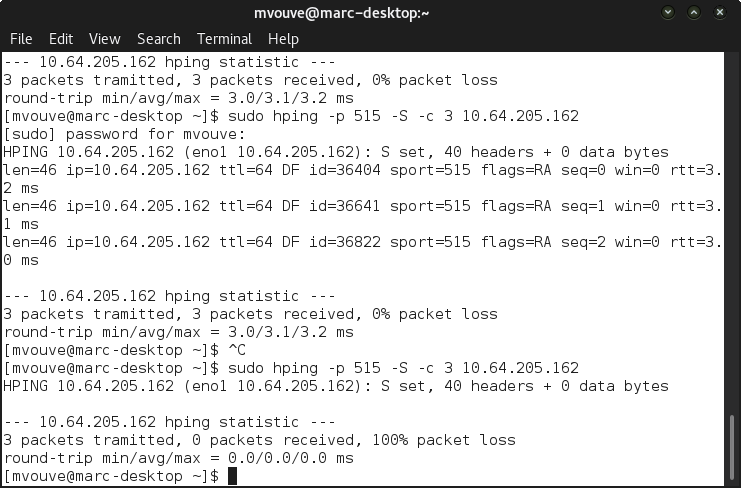 mvouve@marc-desktop:~
File Edit View Search Terminal Help
--- 10.64.205.162 hping statistic ---
3 packets tramitted, 3 packets received, 0% packet loss
round-trip min/avg/max = 3.0/3.1/3.2 ms
[mvouve@marc-desktop ~]$ sudo hping -p 515 -S -c 3 10.64.205.162
[sudo] password for mvouve:
HPING 10.64.205.162 (eno1 10.64.205.162): S set, 40 headers + 0 data bytes
len=46 ip=10.64.205.162 ttl=64 DF id=36404 sport=515 flags=RA seq=0 win=0 rtt=3.
2 ms
len=46 ip=10.64.205.162 ttl=64 DF id=36641 sport=515 flags=RA seq=1 win=0 rtt=3.
1 ms
len=46 ip=10.64.205.162 ttl=64 DF id=36822 sport=515 flags=RA seq=2 win=0 rtt=3.
0 ms
--- 10.64.205.162 hping statistic ---
3 packets tramitted, 3 packets received, 0% packet loss
round-trip min/avg/max = 3.0/3.1/3.2 ms
[mvouve@marc-desktop ~]$ ^C
[mvouve@marc-desktop ~]$ sudo hping -p 515 -S -c 3 10.64.205.162
HPING 10.64.205.162 (eno1 10.64.205.162): S set, 40 headers + 0 data bytes
--- 10.64.205.162 hping statistic ---
3 packets tramitted, 0 packets received, 100% packet loss
round-trip min/avg/max = 0.0/0.0/0.0 ms
[mvouve@marc-desktop ~]$